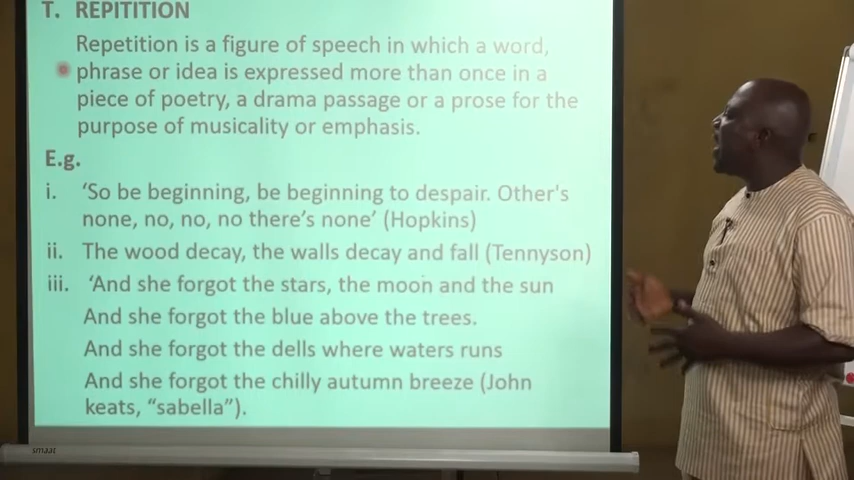 T. REPITITION
Repetition is a figure of speech in which a word,
phrase or idea is expressed more than once in a
piece of poetry, a drama passage or a prose for the
purpose of musicality or emphasis.
E.g.
i. ‘So be beginning, be beginning to despair. Other's
none, no, no, no there's none’ (Hopkins)
ii. The wood decay, the walls decay and fall (Tennyson)
iii. ‘And she forgot the stars, the moon and the sun
And she forgot the blue above the trees.
And she forgot the dells where waters runs
And she forgot the chilly autumn breeze (John
keats, “sabella”).
smaat